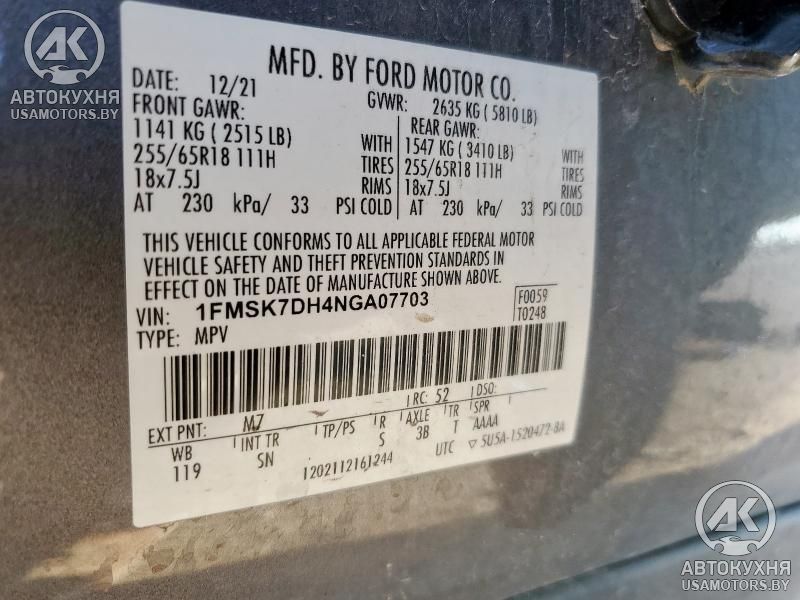 АК
АВТОКУХНЯ
USAMOTORS.BY
MFD. BY FORD MOTOR CO.
DATE: 12/21 GVWR: 2635 KG ( 5810 LB)
FRONT GAWR: REAR GAWR:
1141 KG ( 2515 LB) WITH 1547 KG ( 3410 LB) WITH
255/65R18 111H TIRES 255/65R18 111H TIRES
18x7.5J RIMS 18x7.5J RIMS
AT 230 kPa/ 33 PSI COLD AT 230 kPa/ 33 PSI COLD
THIS VEHICLE CONFORMS TO ALL APPLICABLE FEDERAL MOTOR
VEHICLE SAFETY AND THEFT PREVENTION STANDARDS IN
EFFECT ON THE DATE OF MANUFACTURE SHOWN ABOVE.
VIN: 1FMSK7DH4NGA07703 F0059
TYPE: MPV T0248
EXT PNT: M7 RC: 52 DSO:
WB INT TR TP/PS R AXLE TR SPR
119 SN S 3B T AAAA
1202112161244 UTC ▽ 5U5A-1520472-BA
АК
АВТОКУХНЯ
USAMOTORS.BY